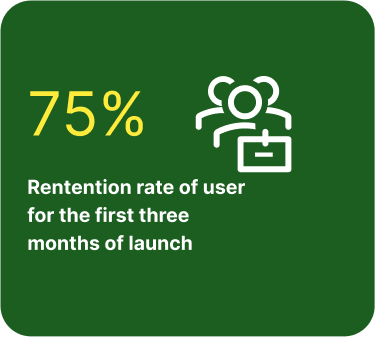 75%
Rentention rate of user
for the first three
months of launch